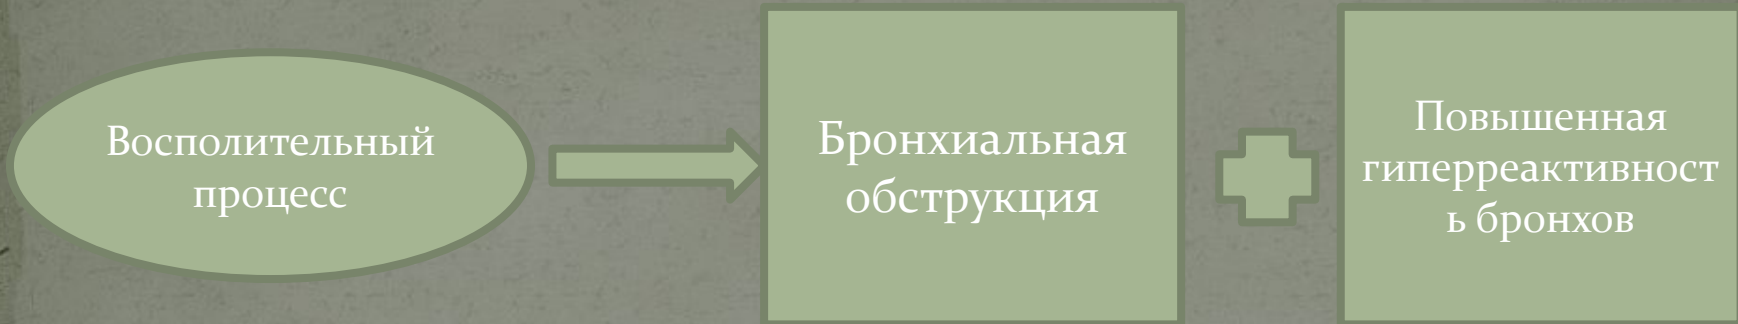 Восполительный
процесс
Бронхиальная
обструкция
Повышенная
гиперреактивност
ь бронхов